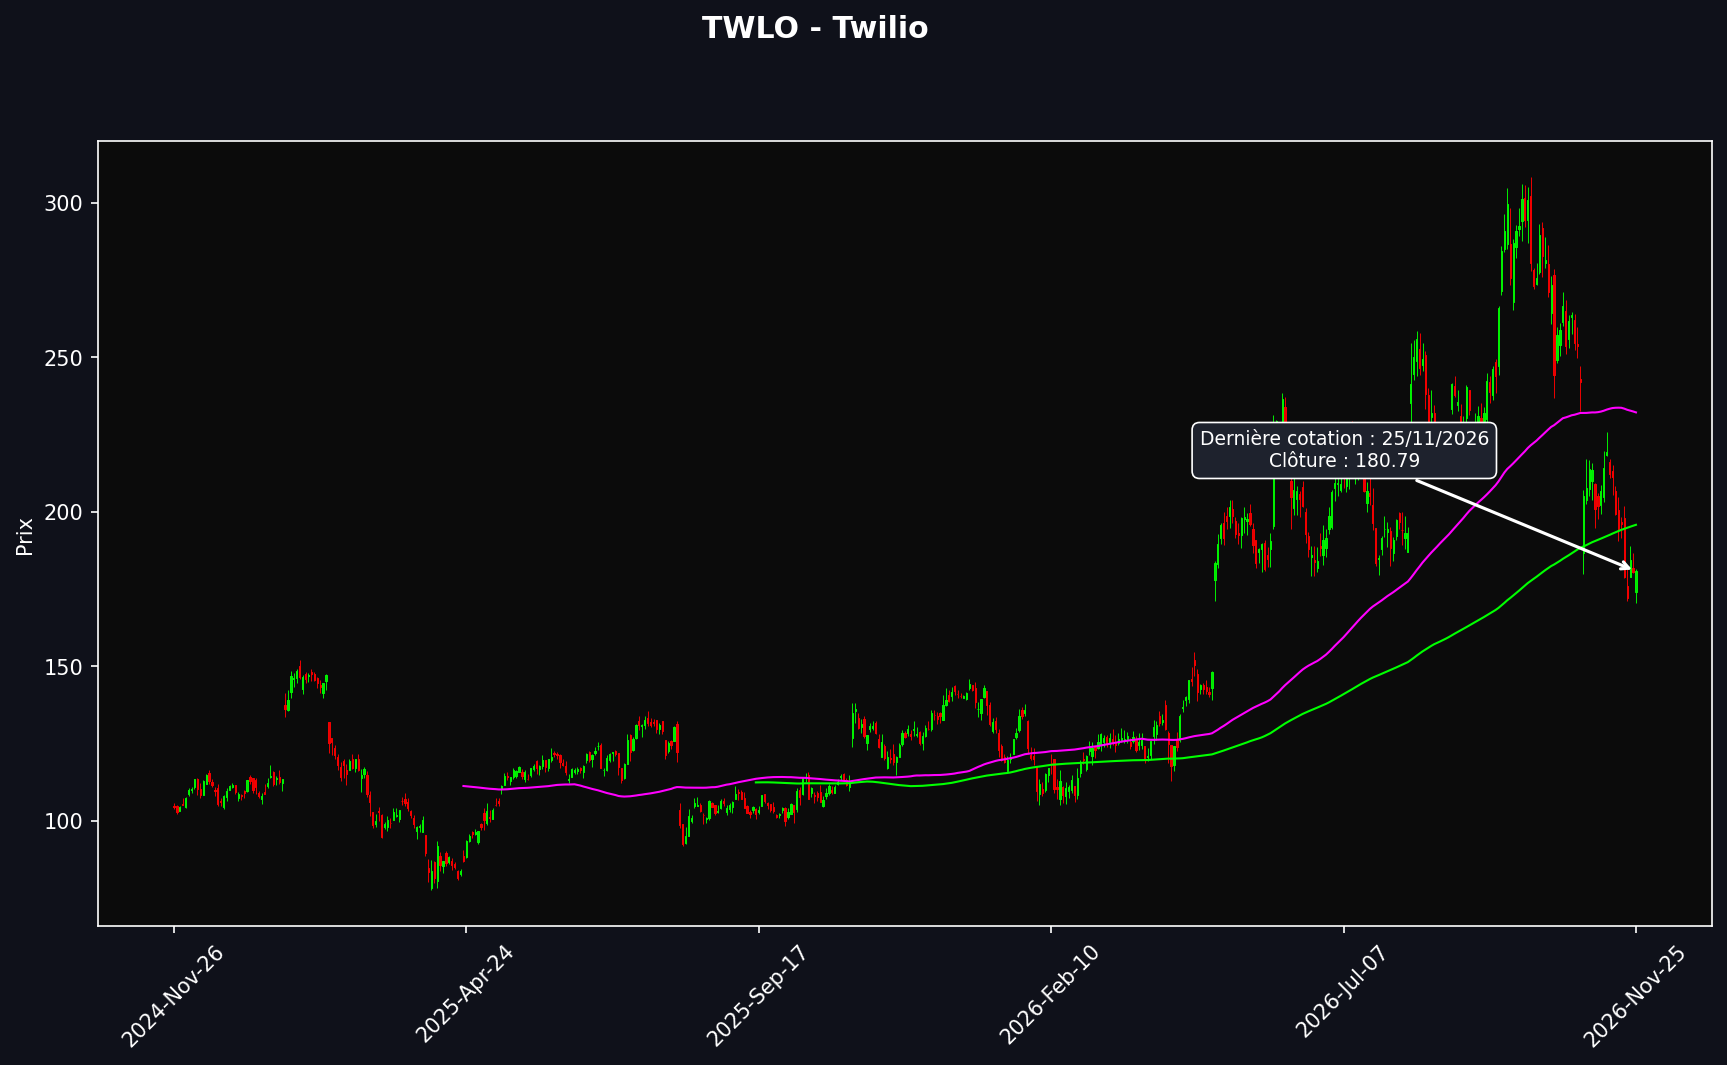 TWLO - Twilio
Prix
300
250
200
150
100
Dernière cotation : 25/11/2026
Clôture : 180.79
2024-Nov-26
2025-Apr-24
2025-Sep-17
2026-Feb-10
2026-Jul-07
2026-Nov-25